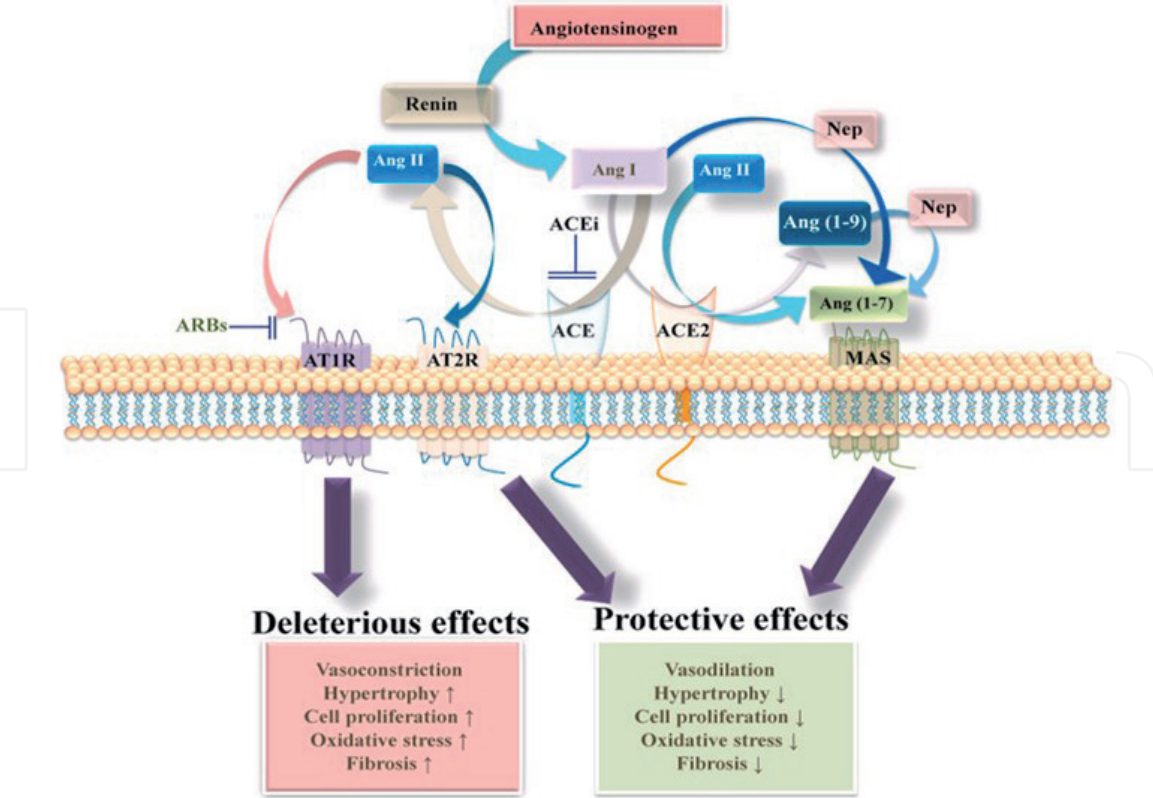 Angiotensinogen
Renin
Nep
Ang II
Ang I
Ang II
Nep
Ang (1-9)
ACEi
Ang (1-7)
ARBs
ACE
ACE2
AT1R
AT2R
MAS
Deleterious effects
Vasoconstriction
Hypertrophy ↑
Cell proliferation ↑
Oxidative stress ↑
Fibrosis ↑
Protective effects
Vasodilation
Hypertrophy ↓
Cell proliferation ↓
Oxidative stress ↓
Fibrosis ↓